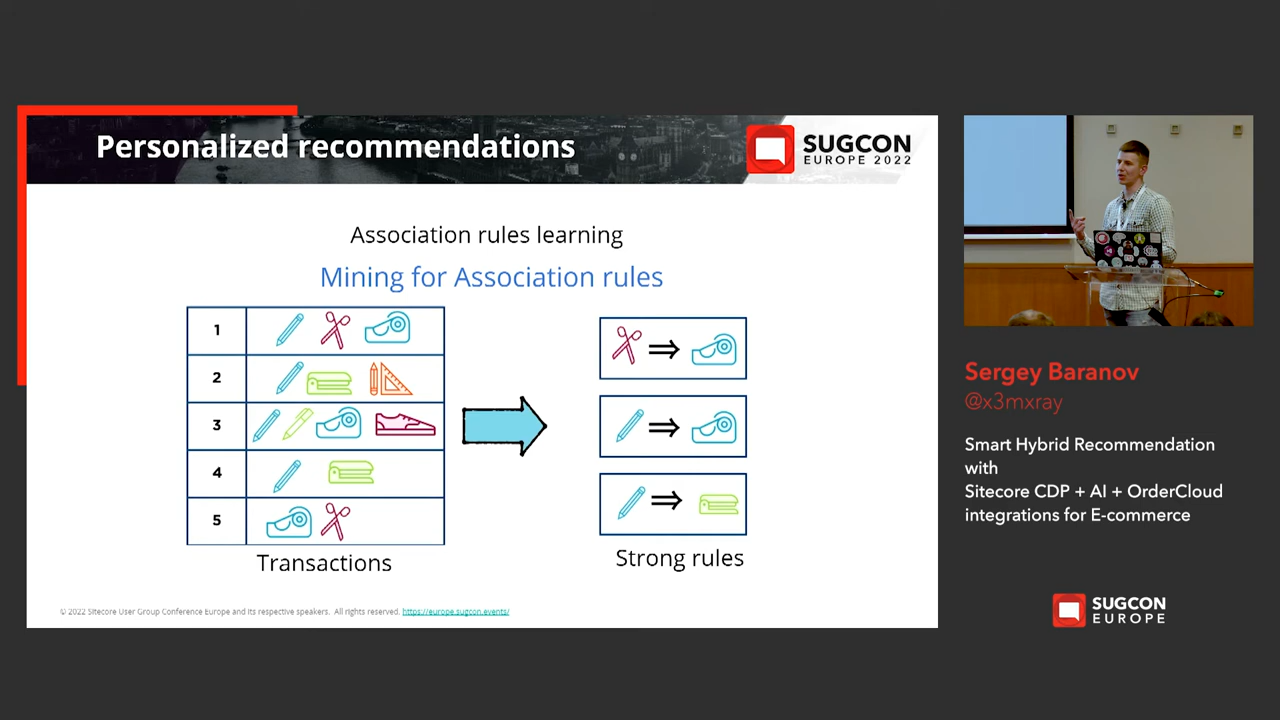 Personalized recommendations
SUGCON
EUROPE 2022
Association rules learning
Mining for Association rules
1
2
3
4
5
Transactions
Strong rules
© 2022 Sitecore User Group Conference Europe and its respective speakers. All rights reserved. https://europe.sugcon.events/
Sergey Baranov
@x3mxray
Smart Hybrid Recommendation
with
Sitecore CDP + AI + OrderCloud
integrations for E-commerce
SUGCON
EUROPE